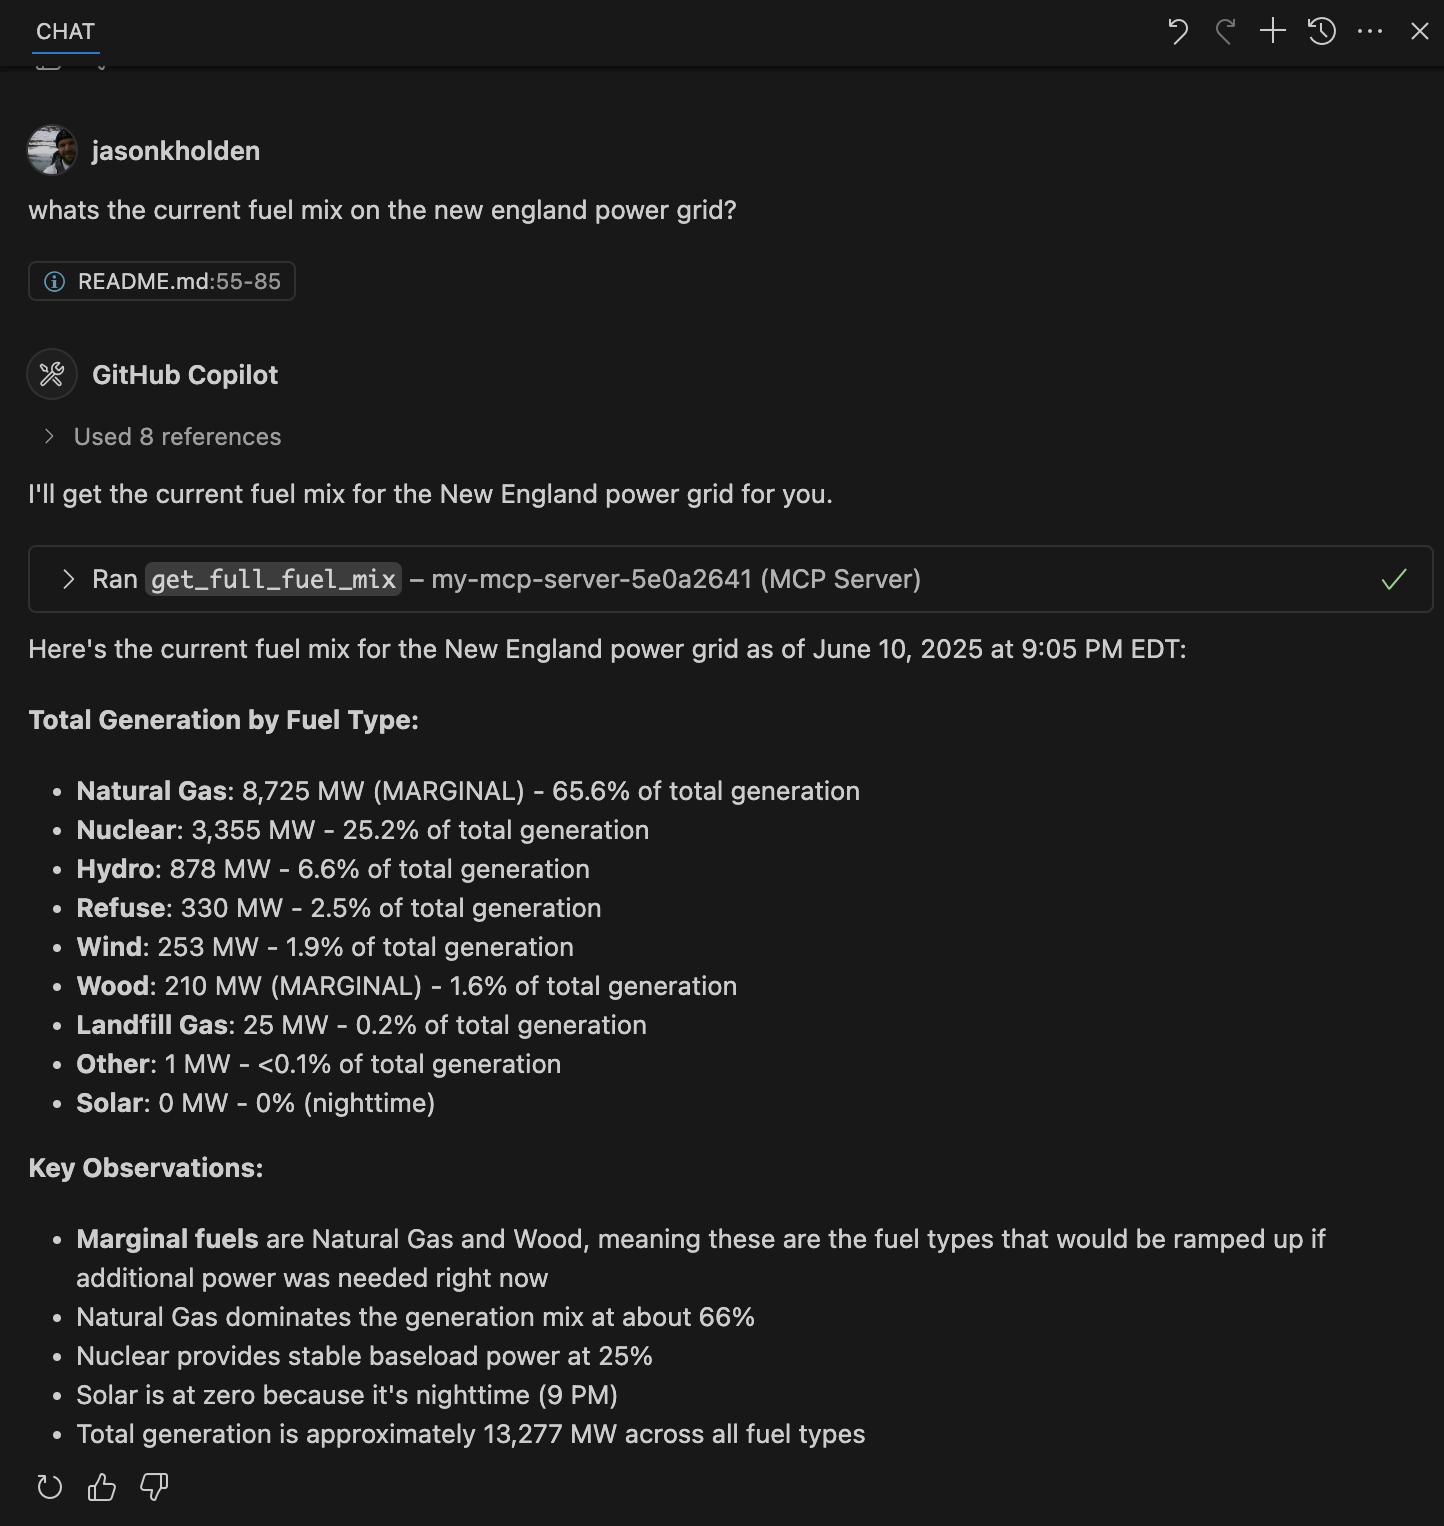 CHAT
jasonkholden
whats the current fuel mix on the new england power grid?
README.md:55-85
GitHub Copilot
Used 8 references
I'll get the current fuel mix for the New England power grid for you.
Ran get_full_fuel_mix – my-mcp-server-5e0a2641 (MCP Server)
Here's the current fuel mix for the New England power grid as of June 10, 2025 at 9:05 PM EDT:
Total Generation by Fuel Type:
• Natural Gas: 8,725 MW (MARGINAL) - 65.6% of total generation
• Nuclear: 3,355 MW - 25.2% of total generation
• Hydro: 878 MW - 6.6% of total generation
• Refuse: 330 MW - 2.5% of total generation
• Wind: 253 MW - 1.9% of total generation
• Wood: 210 MW (MARGINAL) - 1.6% of total generation
• Landfill Gas: 25 MW - 0.2% of total generation
• Other: 1 MW - <0.1% of total generation
• Solar: 0 MW - 0% (nighttime)
Key Observations:
• Marginal fuels are Natural Gas and Wood, meaning these are the fuel types that would be ramped up if
additional power was needed right now
• Natural Gas dominates the generation mix at about 66%
• Nuclear provides stable baseload power at 25%
• Solar is at zero because it's nighttime (9 PM)
• Total generation is approximately 13,277 MW across all fuel types